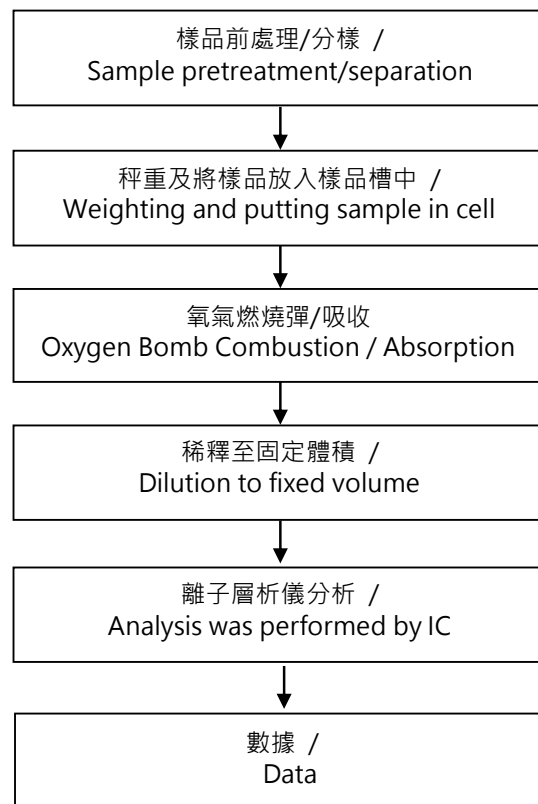 樣品前處理/分樣 /
Sample pretreatment/separation
秤重及將樣品放入樣品槽中 /
Weighting and putting sample in cell
氧氣燃燒彈/吸收
Oxygen Bomb Combustion / Absorption
稀釋至固定體積 /
Dilution to fixed volume
離子層析儀分析 /
Analysis was performed by IC
數據 /
Data